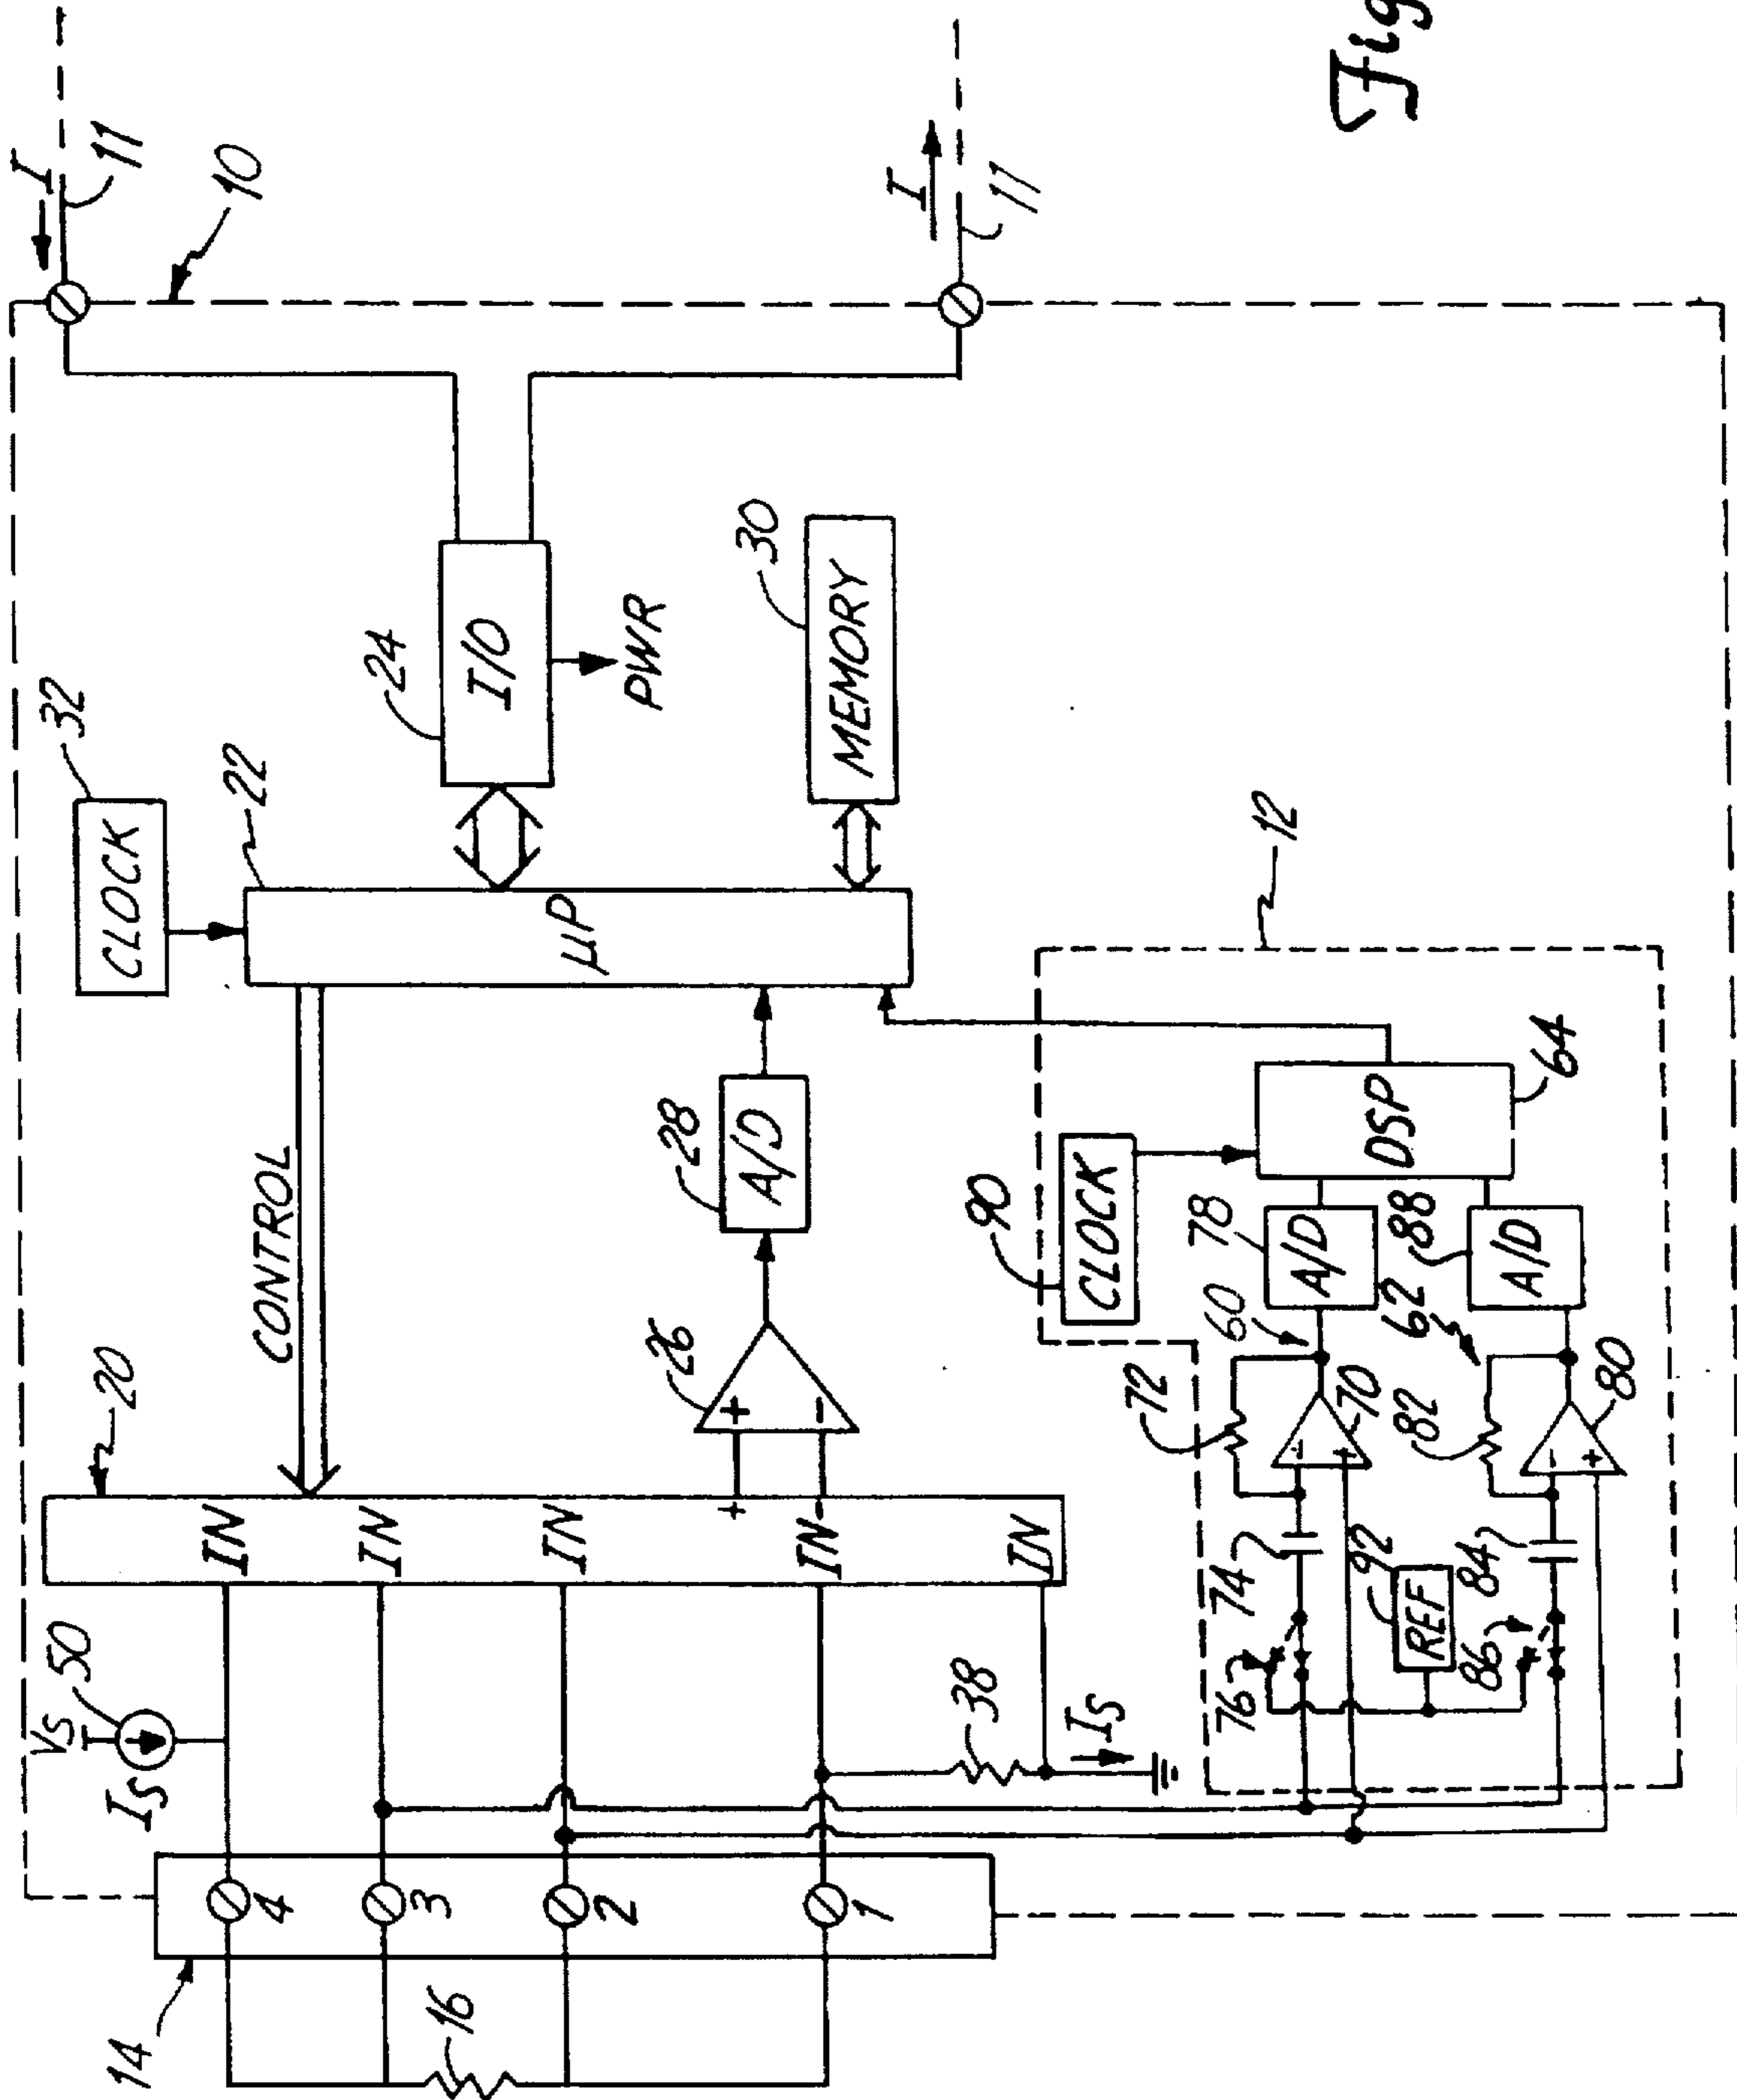 Fig
I
11
10
I
11
32
CLOCK
22
24
I/O
PWR
30
MEMORY
μP
CONTROL
20
28
A/D
26
+
−
12
90
CLOCK
DSP
64
78
A/D
60
62
88
A/D
72
70
−
+
82
80
−
+
74
76
92
REF
84
86
IN
IN
IN
+
IN-
IN
VS
50
IS
38
IS
4
3
2
1
14
16